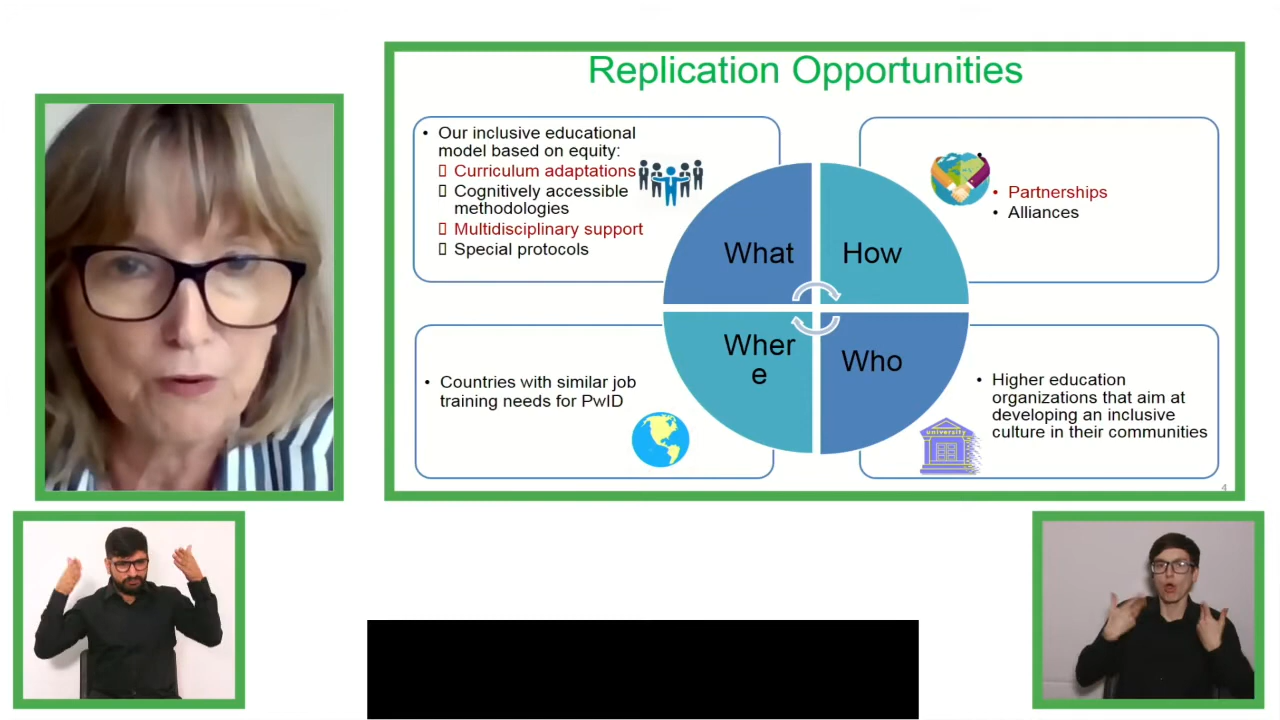 Replication Opportunities
• Our inclusive educational
model based on equity:
▯ Curriculum adaptations
▯ Cognitively accessible
methodologies
▯ Multidisciplinary support
▯ Special protocols
What
How
• Partnerships
• Alliances
• Countries with similar job
training needs for PwID
Wher
e
Who
• Higher education
organizations that aim at
developing an inclusive
culture in their communities
university
4